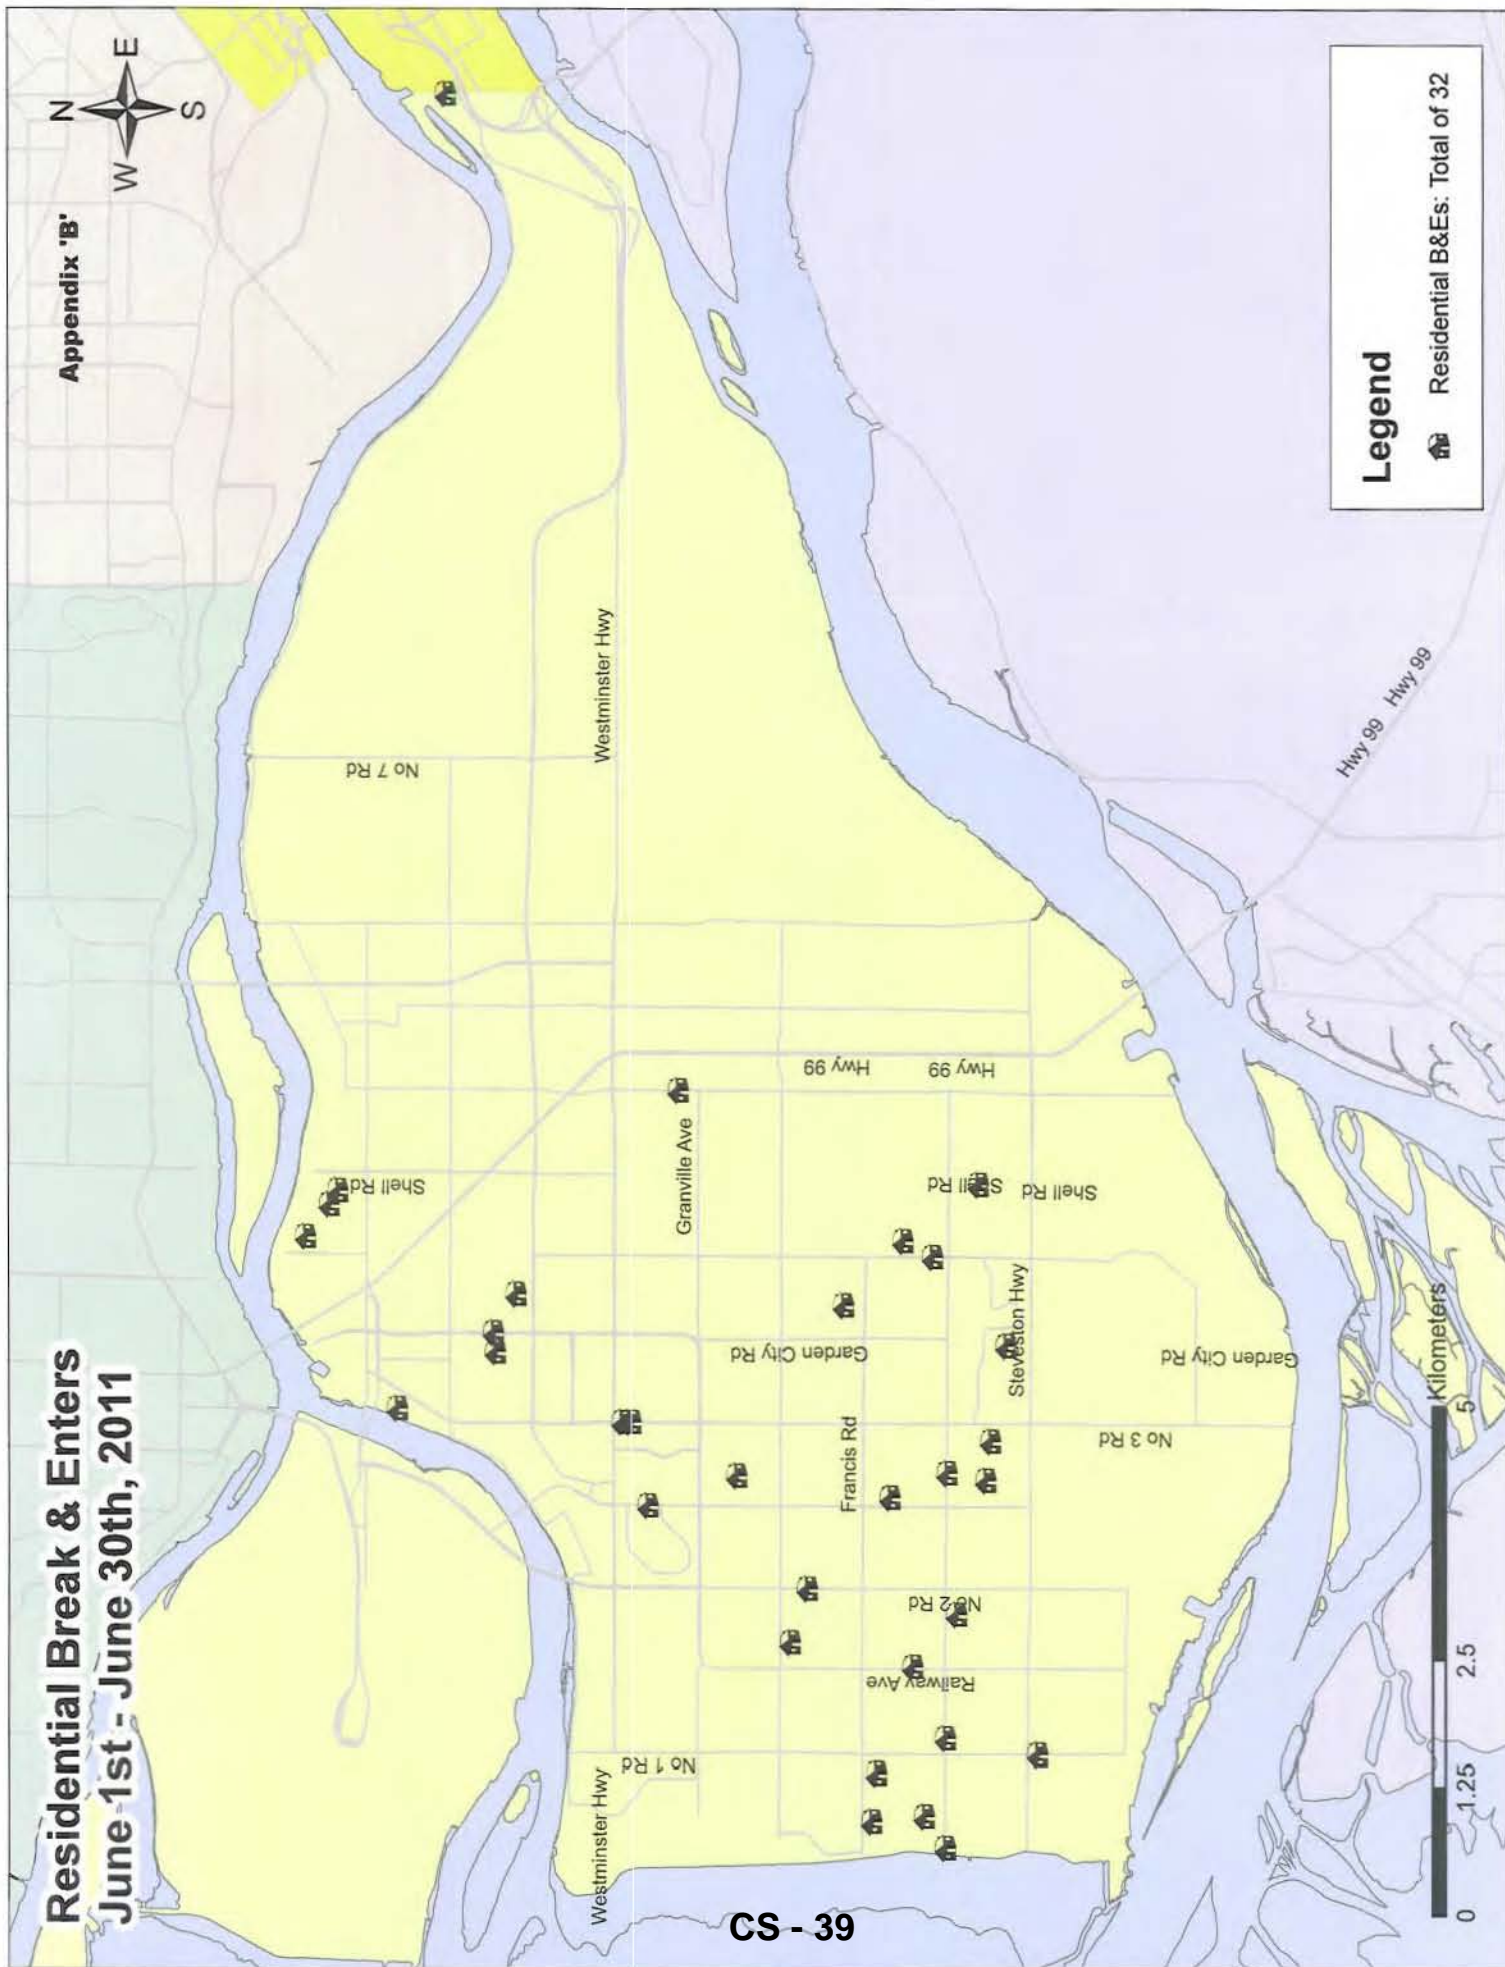 Residential Break & Enters
June 1st - June 30th, 2011
Appendix 'B'
N
W
E
S
Shell Rd
No 7 Rd
Westminster Hwy
Westminster Hwy
No 1 Rd
Granville Ave
Garden City Rd
Hwy 99
Hwy 99
Francis Rd
Railway Ave
No 2 Rd
Shell Rd
Shell Rd
Steveston Hwy
No 3 Rd
Garden City Rd
Hwy 99
Hwy 99
Legend
Residential B&Es: Total of 32
0
1.25
2.5
5
Kilometers
CS - 39